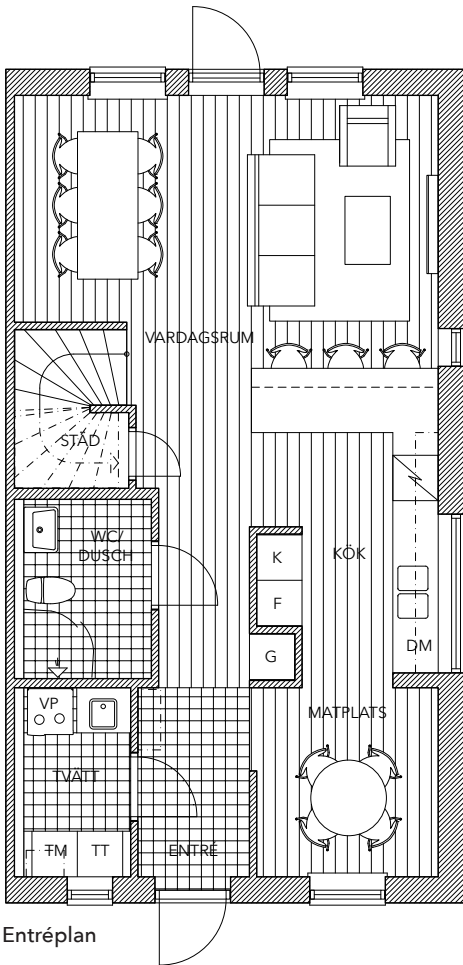 VARDAGSRUM
STÄD
WC/
DUSCH
K
KÖK
F
G
DM
VP
MATPLATS
TVÄTT
TM
TT
ENTRÉ
Entréplan